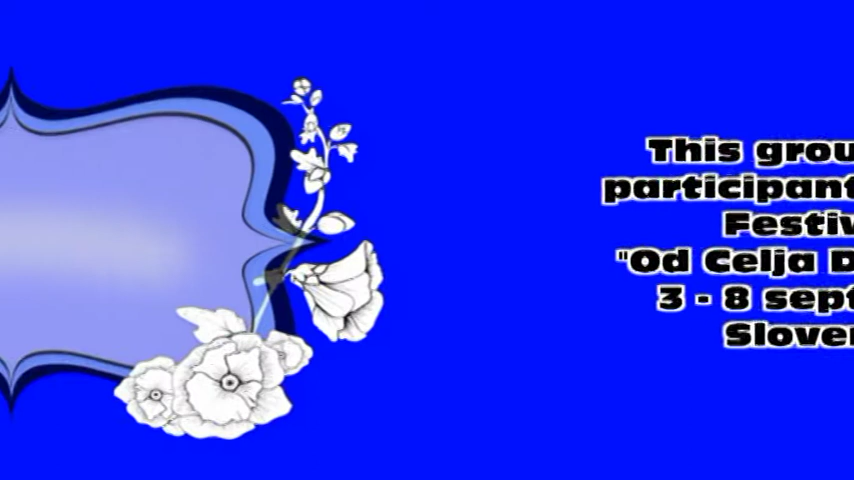 This grou
participant
Festiv
"Od Celja D
3 - 8 sept
Sloven